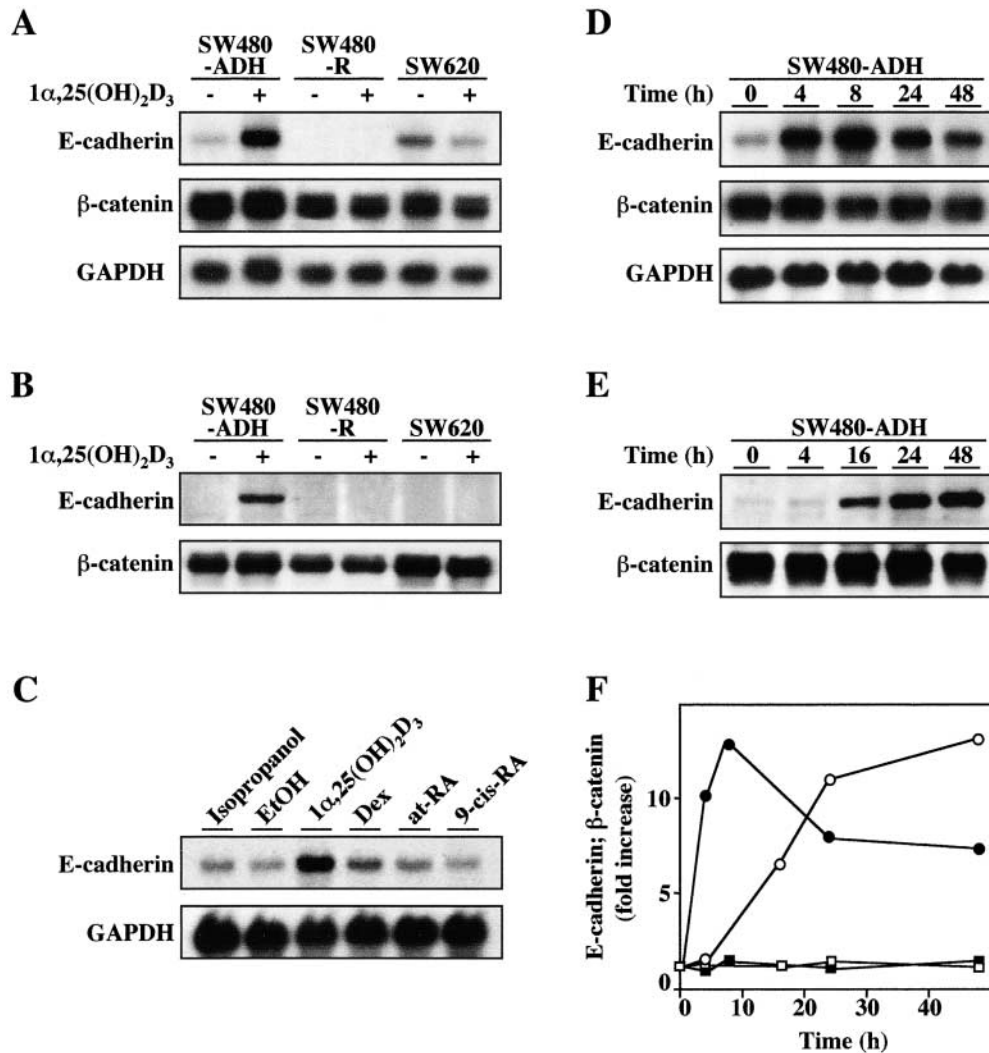 A
SW480 SW480
-ADH -R SW620
1α,25(OH)₂D₃ - + - + - +
E-cadherin
β-catenin
GAPDH
B
SW480 SW480
-ADH -R SW620
1α,25(OH)₂D₃ - + - + - +
E-cadherin
β-catenin
C
Isopropanol EtOH 1α,25(OH)₂D₃ Dex at-RA 9-cis-RA
E-cadherin
GAPDH
D
SW480-ADH
Time (h) 0 4 8 24 48
E-cadherin
β-catenin
GAPDH
E
SW480-ADH
Time (h) 0 4 16 24 48
E-cadherin
β-catenin
F
E-cadherin; β-catenin
(fold increase)
10
5
0
0 10 20 30 40
Time (h)